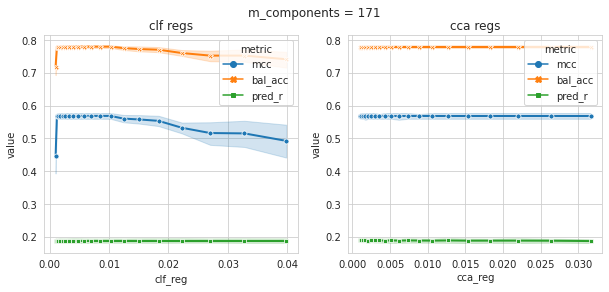 m_components = 171
clf regs
cca regs
value
0.8
0.7
0.6
0.5
0.4
0.3
0.2
metric
mcc
bal_acc
pred_r
0.00
0.01
0.02
0.03
0.04
clf_reg
value
0.8
0.7
0.6
0.5
0.4
0.3
0.2
metric
mcc
bal_acc
pred_r
0.000
0.005
0.010
0.015
0.020
0.025
0.030
cca_reg